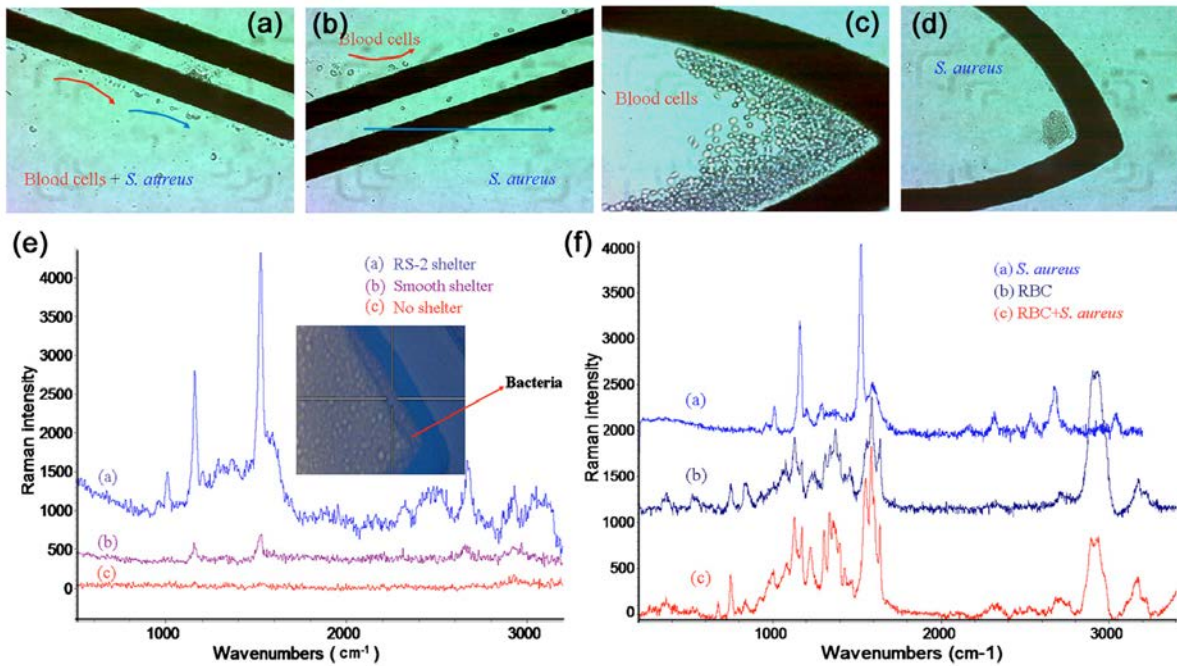 (a)
Blood cells + S. aureus
(b)
Blood cells
S. aureus
(c)
Blood cells
(d)
S. aureus
(e)
4000
3500
3000
2500
2000
1500
1000
500
0
Raman Intensity
(a) RS-2 shelter
(b) Smooth shelter
(c) No shelter
Bacteria
(a)
(b)
(c)
1000
2000
3000
Wavenumbers ( cm-1 )
(f)
4000
3500
3000
2500
2000
1500
1000
500
0
Raman Intensity
(a) S. aureus
(b) RBC
(c) RBC+S. aureus
(a)
(b)
(c)
1000
2000
3000
Wavenumbers (cm-1)